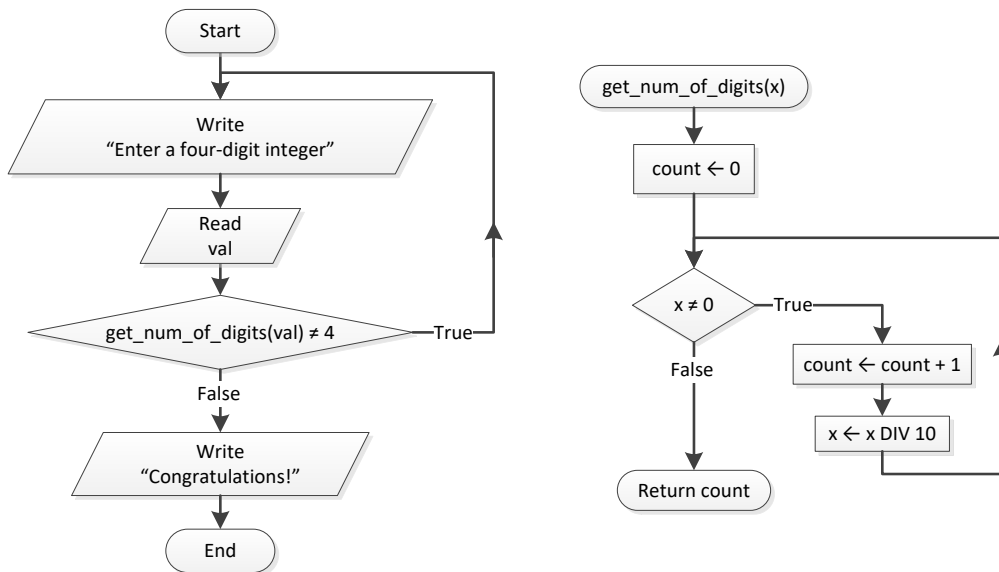 Start
Write
“Enter a four-digit integer”
Read
val
get_num_of_digits(val) ≠ 4
True
False
Write
“Congratulations!”
End
get_num_of_digits(x)
count ← 0
x ≠ 0
True
False
count ← count + 1
x ← x DIV 10
Return count